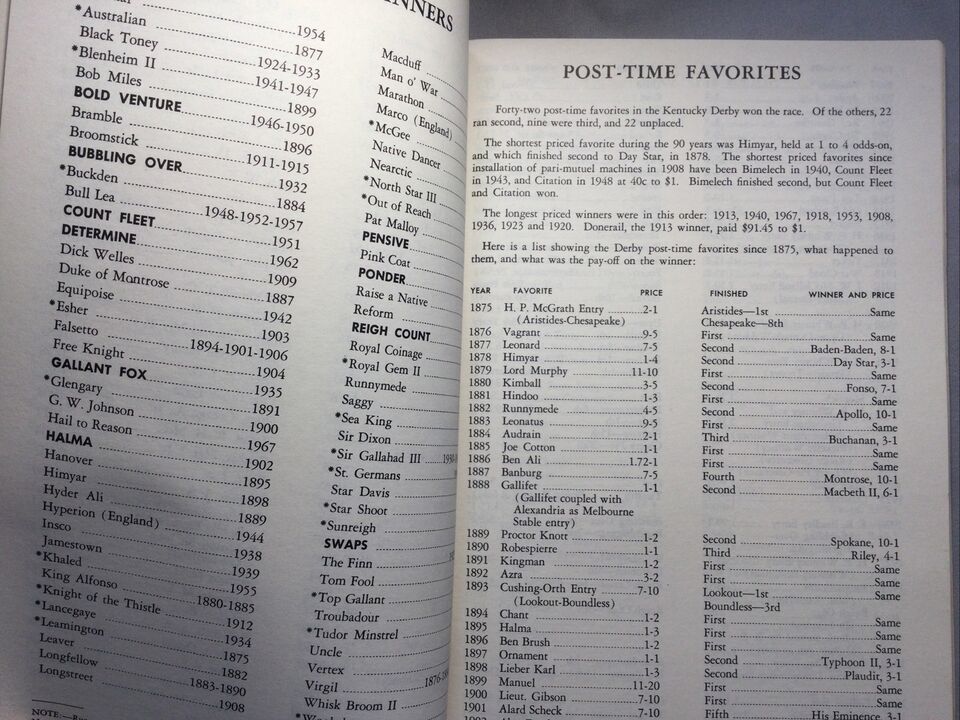 INNERS
1954
*Australian 1877
Black Toney 1924-1933
*Blenheim II 1941-1947
Bob Miles 1899
BOLD VENTURE 1946-1950
Bramble 1896
Broomstick 1911-1915
BUBBLING OVER 1932
*Buckden 1884
Bull Lea 1948-1952-1957
COUNT FLEET 1951
DETERMINE 1962
Dick Welles 1909
Duke of Montrose 1887
Equipoise 1942
*Esher 1903
Falsetto 1894-1901-1906
Free Knight 1904
GALLANT FOX 1935
*Glengary 1891
G. W. Johnson 1900
Hail to Reason 1967
HALMA 1902
Hanover 1895
Himyar 1898
Hyder Ali 1889
Hyperion (England) 1944
Insco 1938
Jamestown 1939
*Khaled 1955
King Alfonso 1880-1885
*Knight of the Thistle 1912
*Lancegaye 1934
*Leamington 1875
Leaver 1882
Longfellow 1883-1890
Longstreet 1908
NOTE:
Macduff
Man o' War
Marathon
Marco (England)
*McGee
Native Dancer
Nearctic
*North Star III
*Out of Reach
Pat Malloy
PENSIVE
Pink Coat
PONDER
Raise a Native
Reform
REIGH COUNT
Royal Coinage
*Royal Gem II
Runnymede
Saggy
*Sea King
Sir Dixon
*Sir Gallahad III 1930
*St. Germans
Star Davis
*Star Shoot
*Sunreigh
SWAPS
The Finn
Tom Fool
*Top Gallant
Troubadour
*Tudor Minstrel
Uncle
Vertex
Virgil 1876
Whisk Broom II
POST-TIME FAVORITES
Forty-two post-time favorites in the Kentucky Derby won the race. Of the others, 22
ran second, nine were third, and 22 unplaced.
The shortest priced favorite during the 90 years was Himyar, held at 1 to 4 odds-on,
and which finished second to Day Star, in 1878. The shortest priced favorites since
installation of pari-mutuel machines in 1908 have been Bimelech in 1940, Count Fleet
in 1943, and Citation in 1948 at 40c to $1. Bimelech finished second, but Count Fleet
and Citation won.
The longest priced winners were in this order: 1913, 1940, 1967, 1918, 1953, 1908,
1936, 1923 and 1920. Donerail, the 1913 winner, paid $91.45 to $1.
Here is a list showing the Derby post-time favorites since 1875, what happened to
them, and what was the pay-off on the winner:
YEAR FAVORITE PRICE FINISHED WINNER AND PRICE
1875 H. P. McGrath Entry 2-1 Aristides—1st Same
(Aristides-Chesapeake) Chesapeake—8th
1876 Vagrant 9-5 First Same
1877 Leonard 7-5 Second Baden-Baden, 8-1
1878 Himyar 1-4 Second Day Star, 3-1
1879 Lord Murphy 11-10 First Same
1880 Kimball 3-5 Second Fonso, 7-1
1881 Hindoo 1-3 First Same
1882 Runnymede 4-5 Second Apollo, 10-1
1883 Leonatus 9-5 First Same
1884 Audrain 2-1 Third Buchanan, 3-1
1885 Joe Cotton 1-1 First Same
1886 Ben Ali 1.72-1 First Same
1887 Banburg 7-5 Fourth Montrose, 10-1
1888 Gallifet 1-1 Second Macbeth II, 6-1
(Gallifet coupled with
Alexandria as Melbourne
Stable entry)
1889 Proctor Knott 1-2 Second Spokane, 10-1
1890 Robespierre 1-1 Third Riley, 4-1
1891 Kingman 1-2 First Same
1892 Azra 3-2 First Same
1893 Cushing-Orth Entry 7-10 Lookout—1st Same
(Lookout-Boundless) Boundless—3rd
1894 Chant 1-2 First Same
1895 Halma 1-3 First Same
1896 Ben Brush 1-2 First Same
1897 Ornament 1-1 Second Typhoon II, 3-1
1898 Lieber Karl 1-3 Second Plaudit, 3-1
1899 Manuel 11-20 First Same
1900 Lieut. Gibson 7-10 First Same
1901 Alard Scheck 7-10 Fifth His Eminence, 3-1